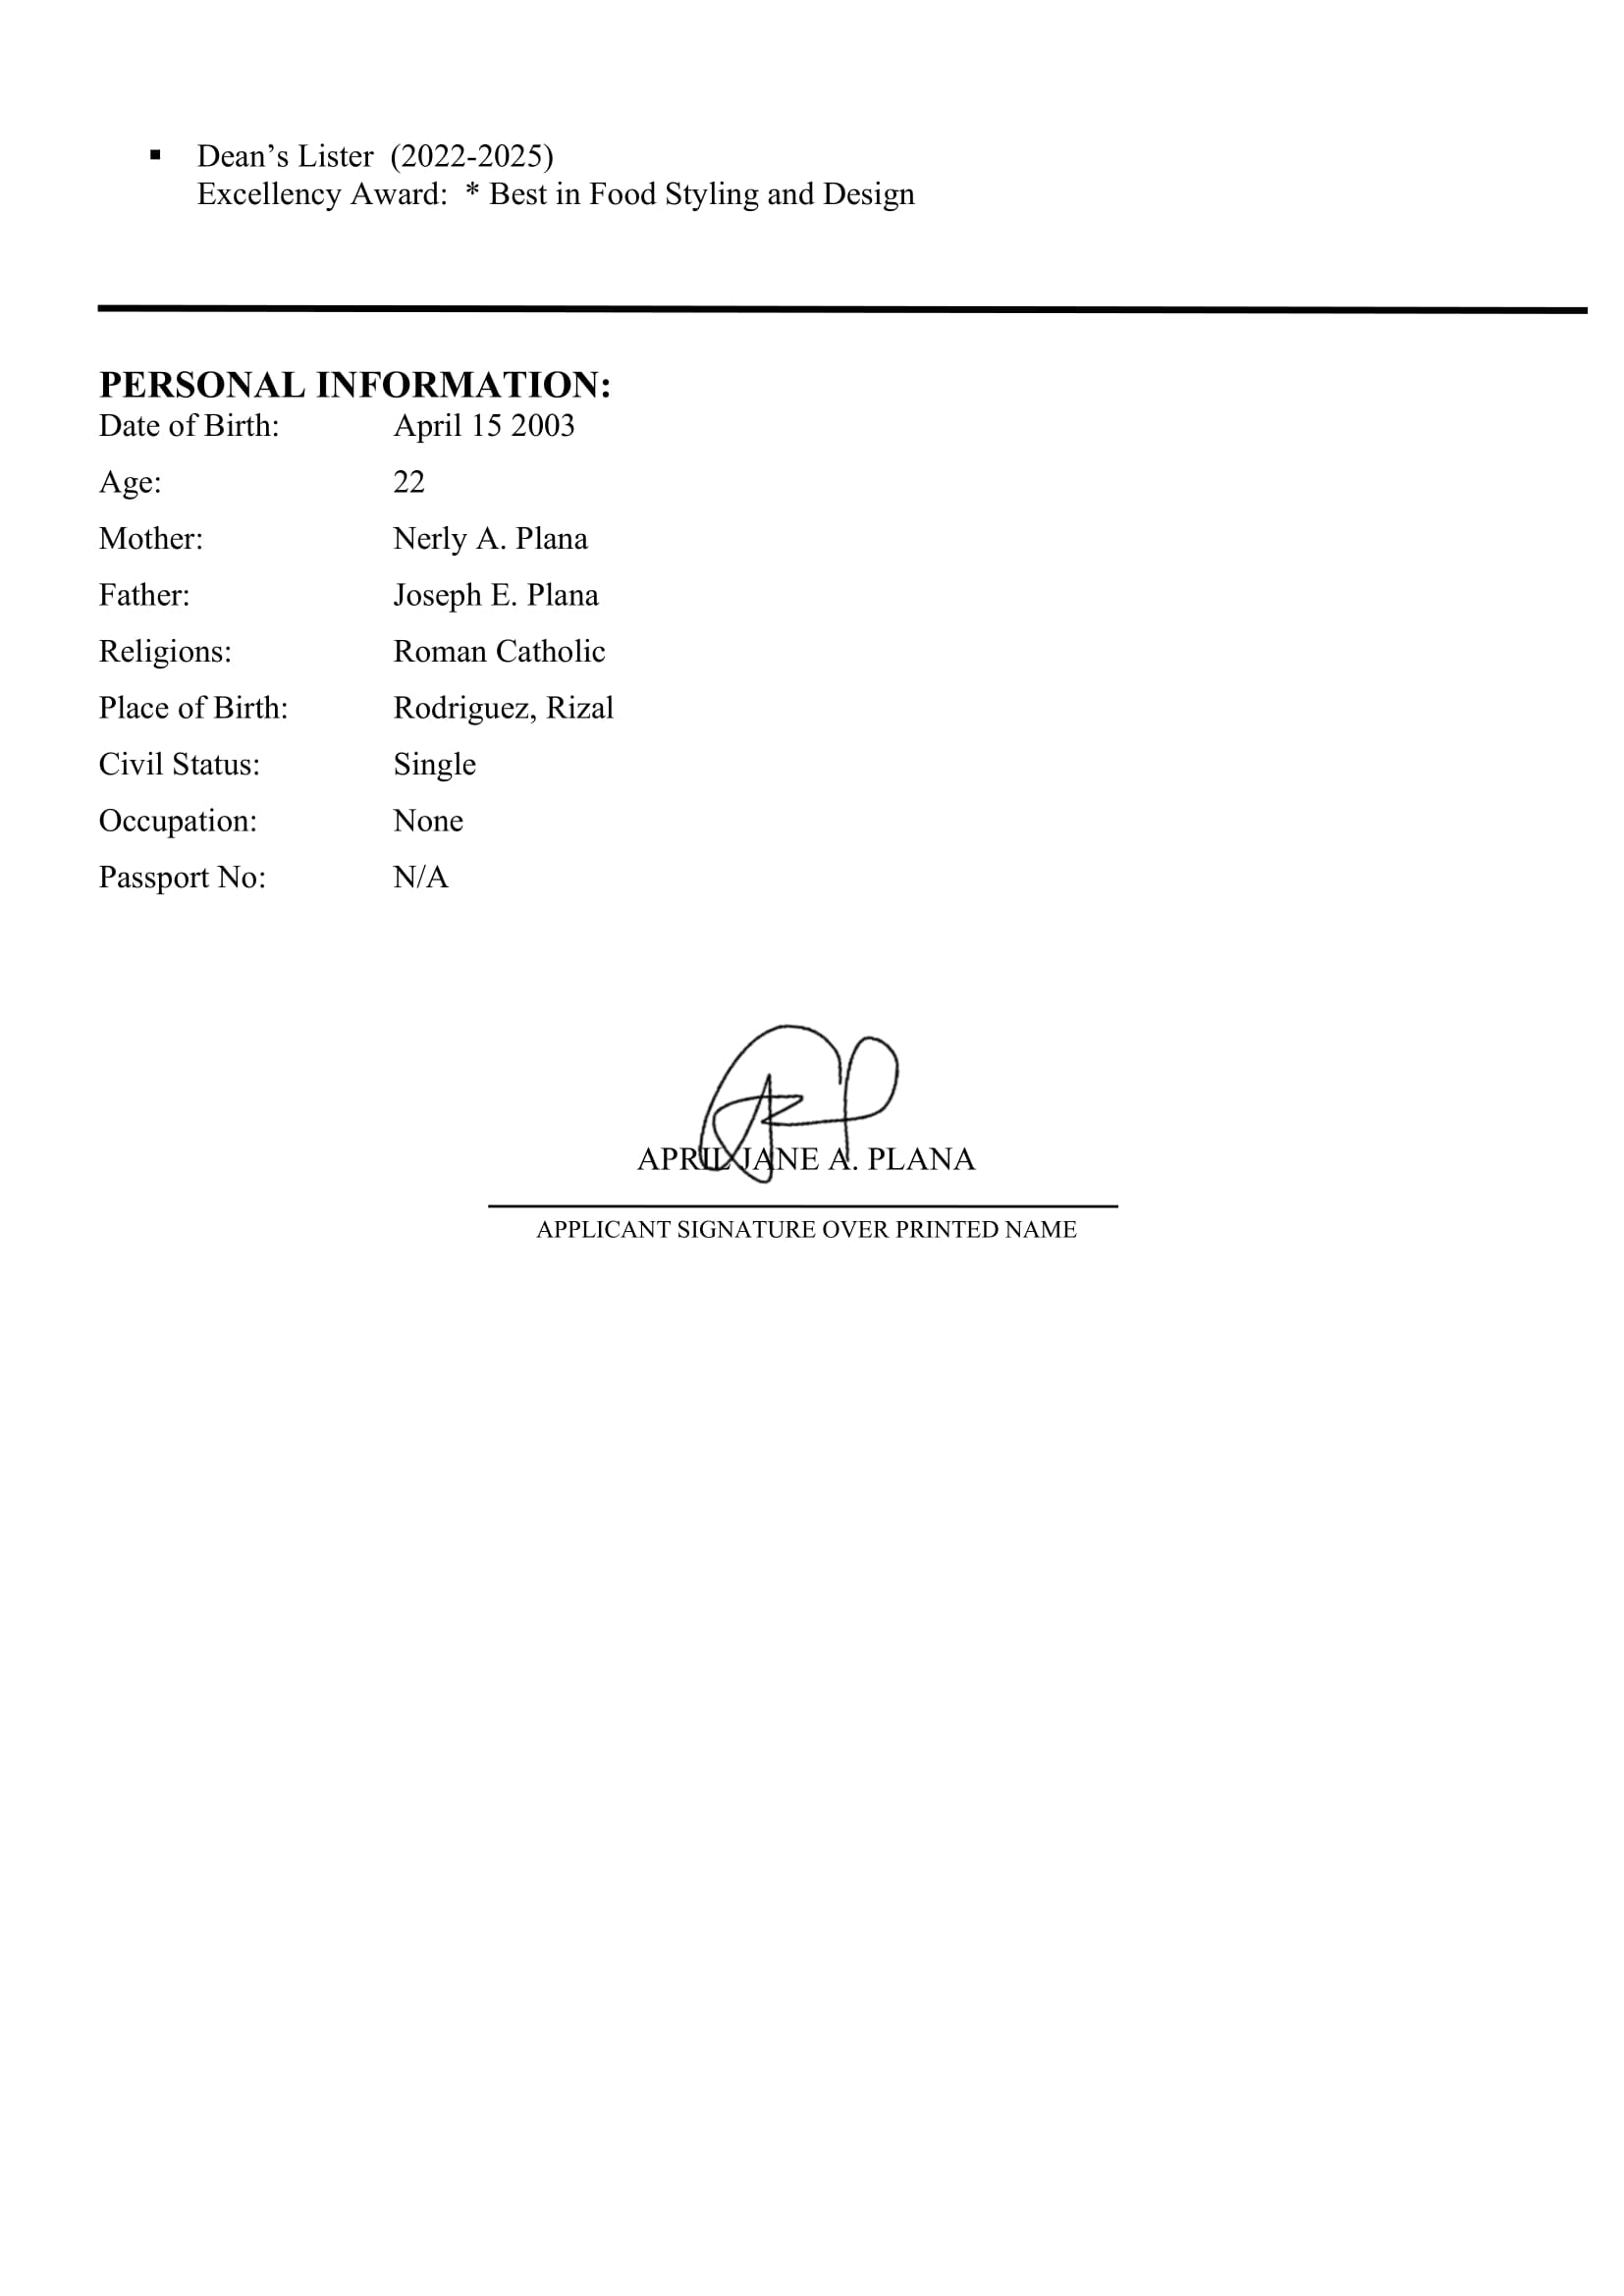 ▪ Dean’s Lister (2022-2025)
Excellency Award: * Best in Food Styling and Design
PERSONAL INFORMATION:
Date of Birth: April 15 2003
Age: 22
Mother: Nerly A. Plana
Father: Joseph E. Plana
Religions: Roman Catholic
Place of Birth: Rodriguez, Rizal
Civil Status: Single
Occupation: None
Passport No: N/A
APRIL JANE A. PLANA
APPLICANT SIGNATURE OVER PRINTED NAME